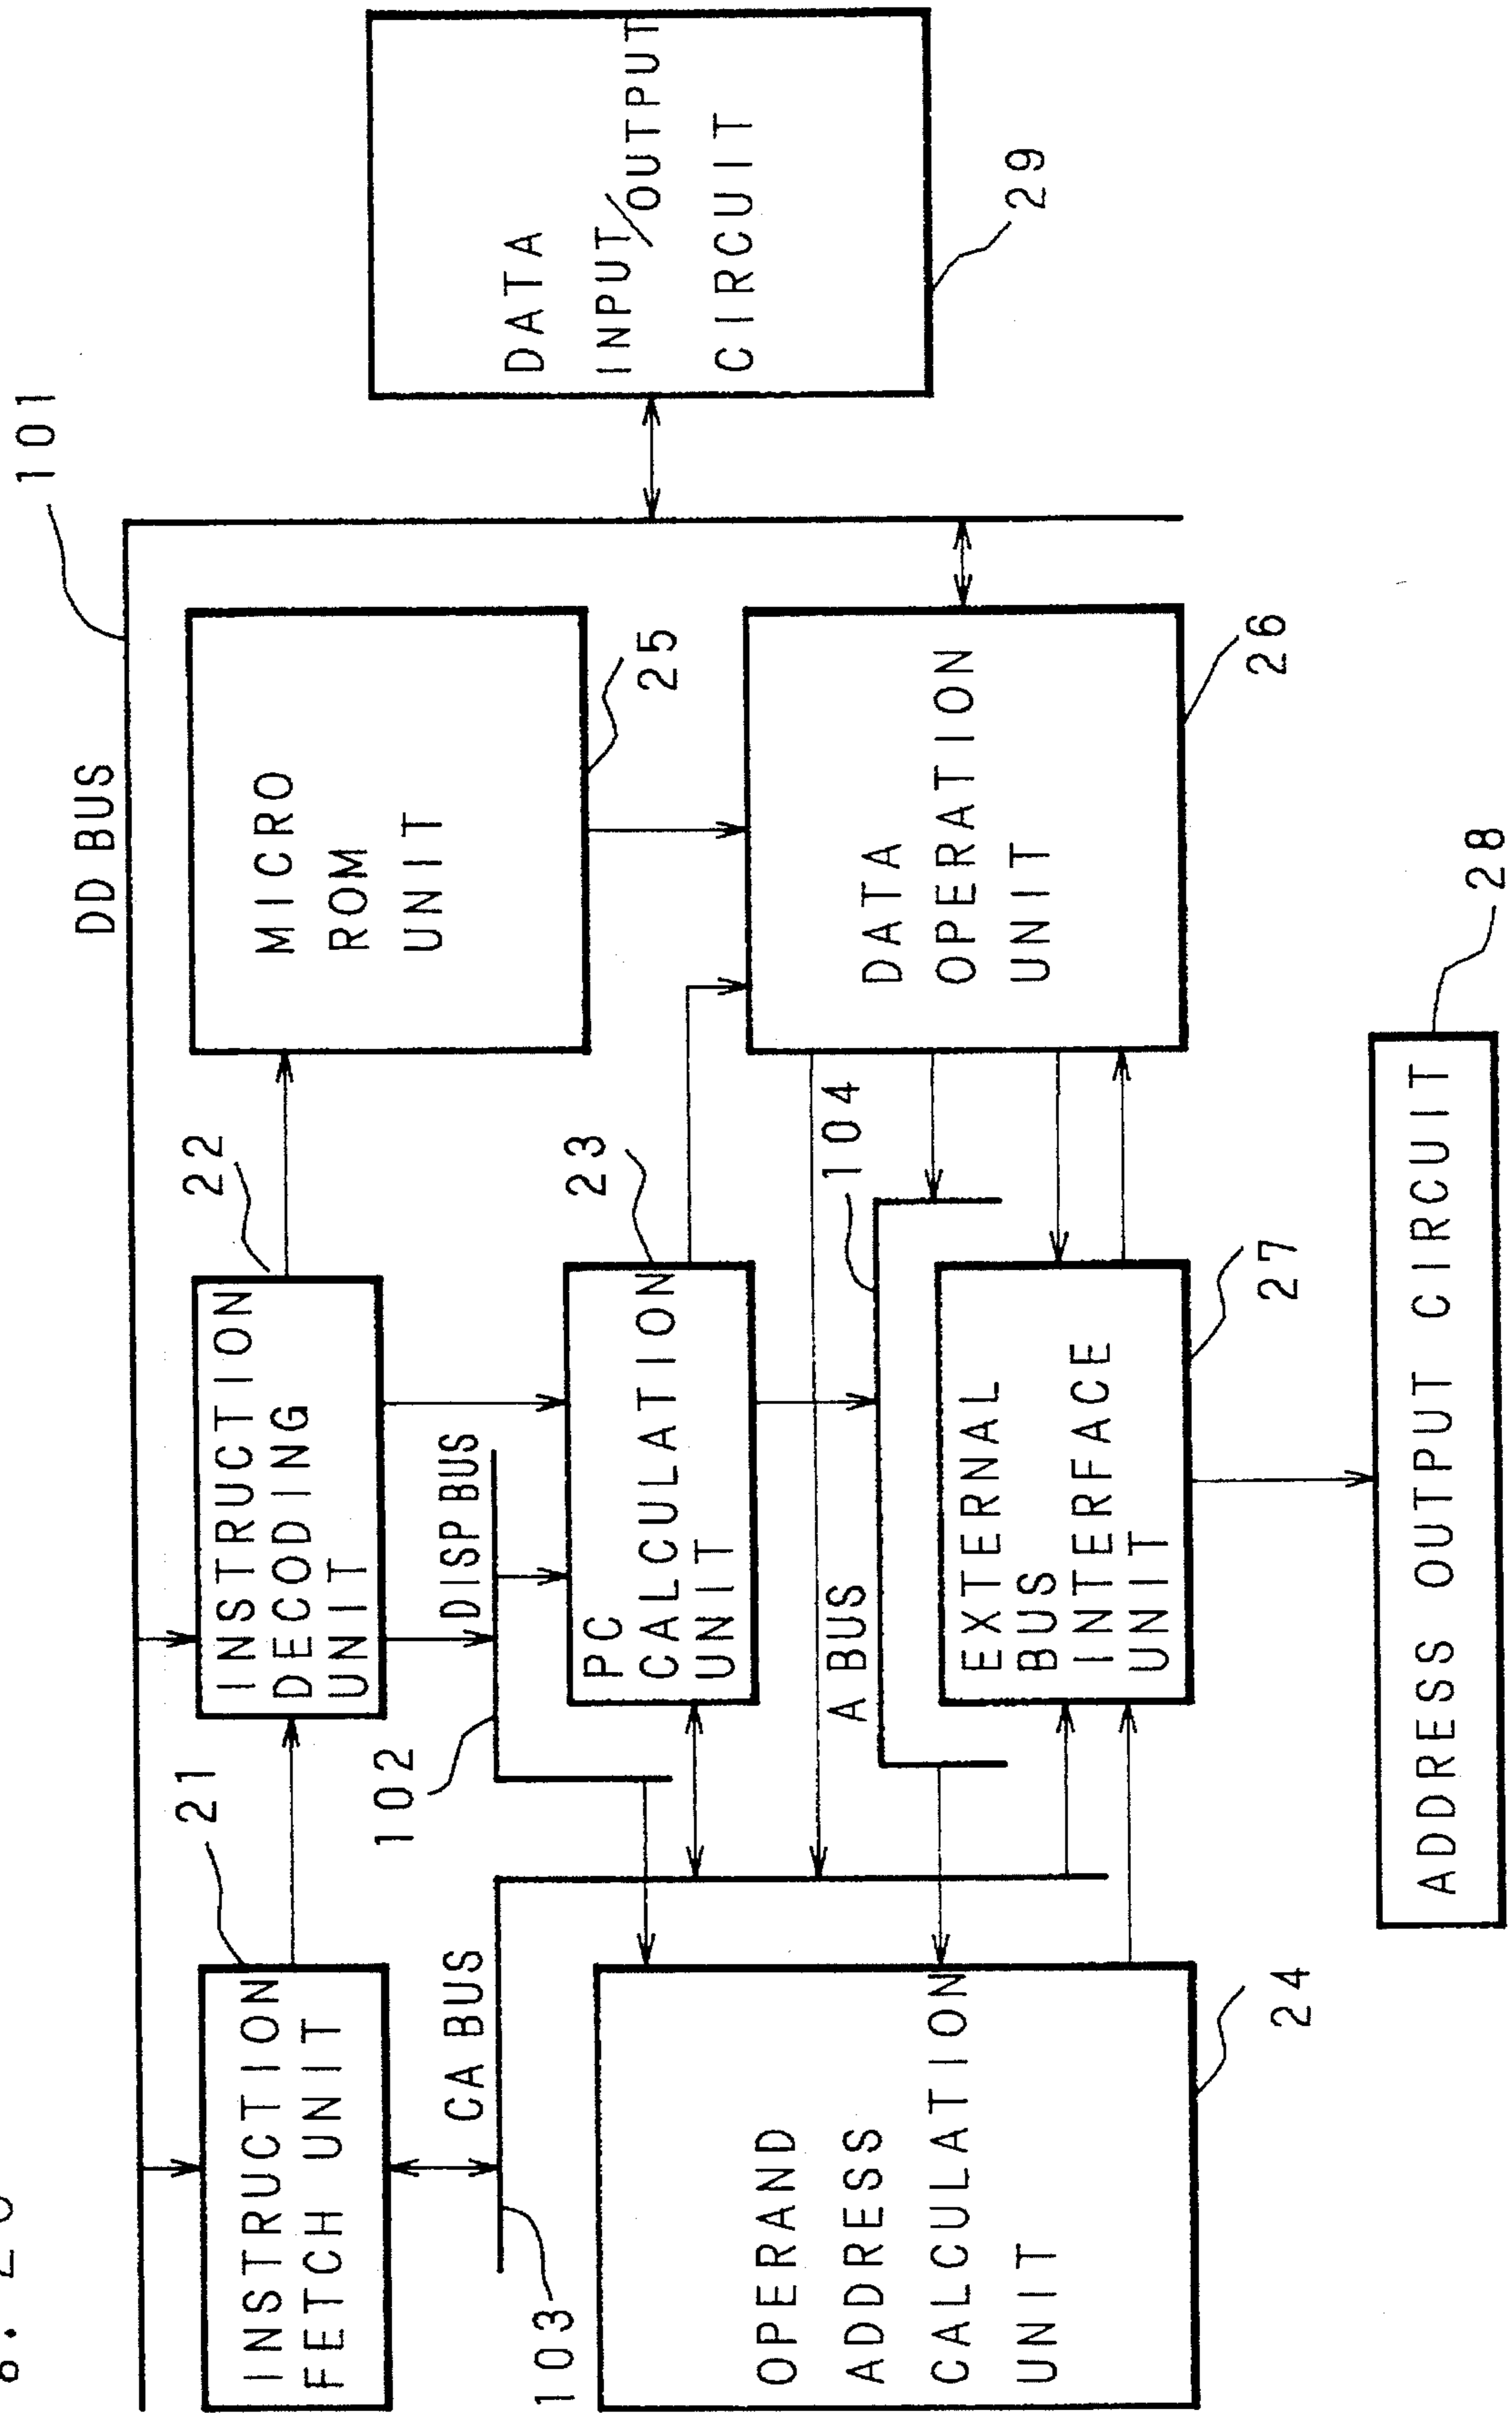 101
DD BUS
INSTRUCTION
FETCH UNIT
21
INSTRUCTION
DECODING
UNIT
22
MICRO
ROM
UNIT
25
DATA
INPUT/OUTPUT
CIRCUIT
29
CA BUS
103
DISP BUS
102
PC
CALCULATION
UNIT
23
OPERAND
ADDRESS
CALCULATION
UNIT
24
A BUS
104
EXTERNAL
BUS
INTERFACE
UNIT
27
DATA
OPERATION
UNIT
26
ADDRESS OUTPUT CIRCUIT
28